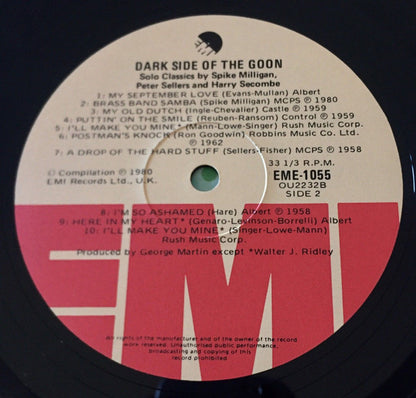 EMI
DARK SIDE OF THE GOON
Solo Classics by Spike Milligan,
Peter Sellers and Harry Secombe
1: MY SEPTEMBER LOVE (Evans-Mullan) Albert
2: BRASS BAND SAMBA (Spike Milligan) MCPS ℗ 1980
3: MY OLD DUTCH (Ingle-Chevalier) Castle ℗ 1959
4: PUTTIN' ON THE SMILE (Reuben-Ransom) Control ℗ 1959
5: I'LL MAKE YOU MINE* (Mann-Lowe-Singer) Rush Music Corp.
6: POSTMAN'S KNOCK (Ron Goodwin) Robbins Music Co. Ltd.
℗ 1962
7: A DROP OF THE HARD STUFF (Sellers-Fisher) MCPS ℗ 1958
℗ Compilation ℗ 1980
EMI Records Ltd., U.K.
33 1/3 R.P.M.
EME-1055
OU2232B
SIDE 2
8: I'M SO ASHAMED (Hare) Albert ℗ 1958
9: HERE IN MY HEART* (Genaro-Levinson-Borrelli) Albert
10: I'LL MAKE YOU MINE* (Singer-Lowe-Mann)
Rush Music Corp.
Produced by George Martin except *Walter J. Ridley
EMI
All rights of the manufacturer and of the owner of the record
work reserved. Unauthorised public performance,
broadcasting and copying of this
record prohibited